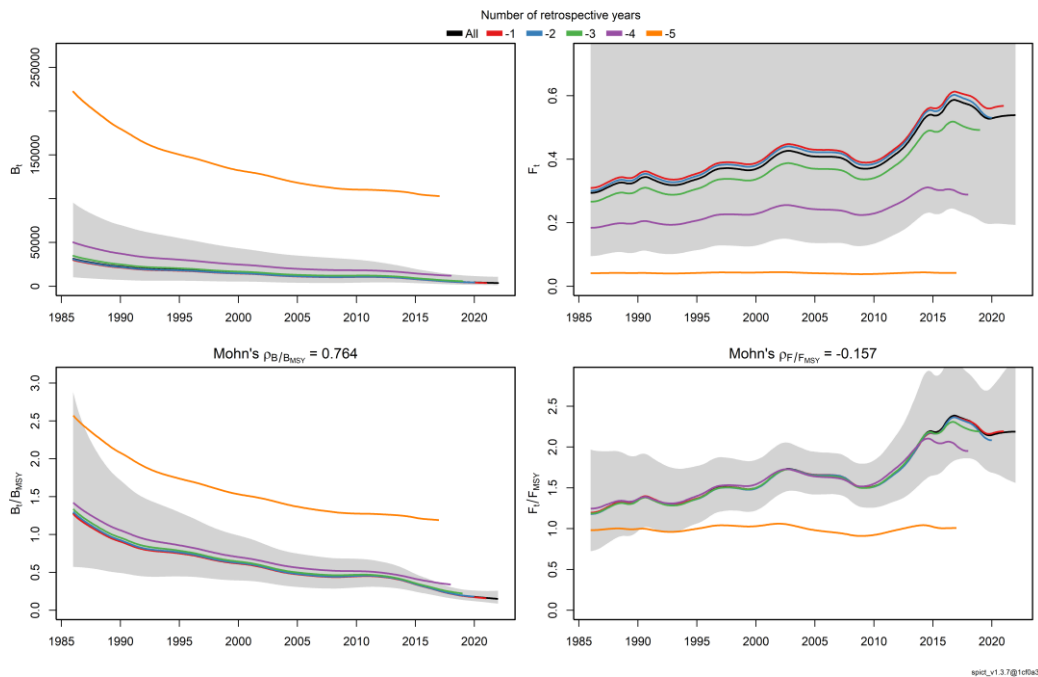 Number of retrospective years
All -1 -2 -3 -4 -5
0 50000 150000 250000
B_t
1985 1990 1995 2000 2005 2010 2015 2020
0.0 0.2 0.4 0.6
F_t
1985 1990 1995 2000 2005 2010 2015 2020
Mohn's ρ_B/B_MSY = 0.764
0.0 0.5 1.0 1.5 2.0 2.5 3.0
B_t/B_MSY
1985 1990 1995 2000 2005 2010 2015 2020
Mohn's ρ_F/F_MSY = -0.157
0.0 0.5 1.0 1.5 2.0 2.5
F_t/F_MSY
1985 1990 1995 2000 2005 2010 2015 2020